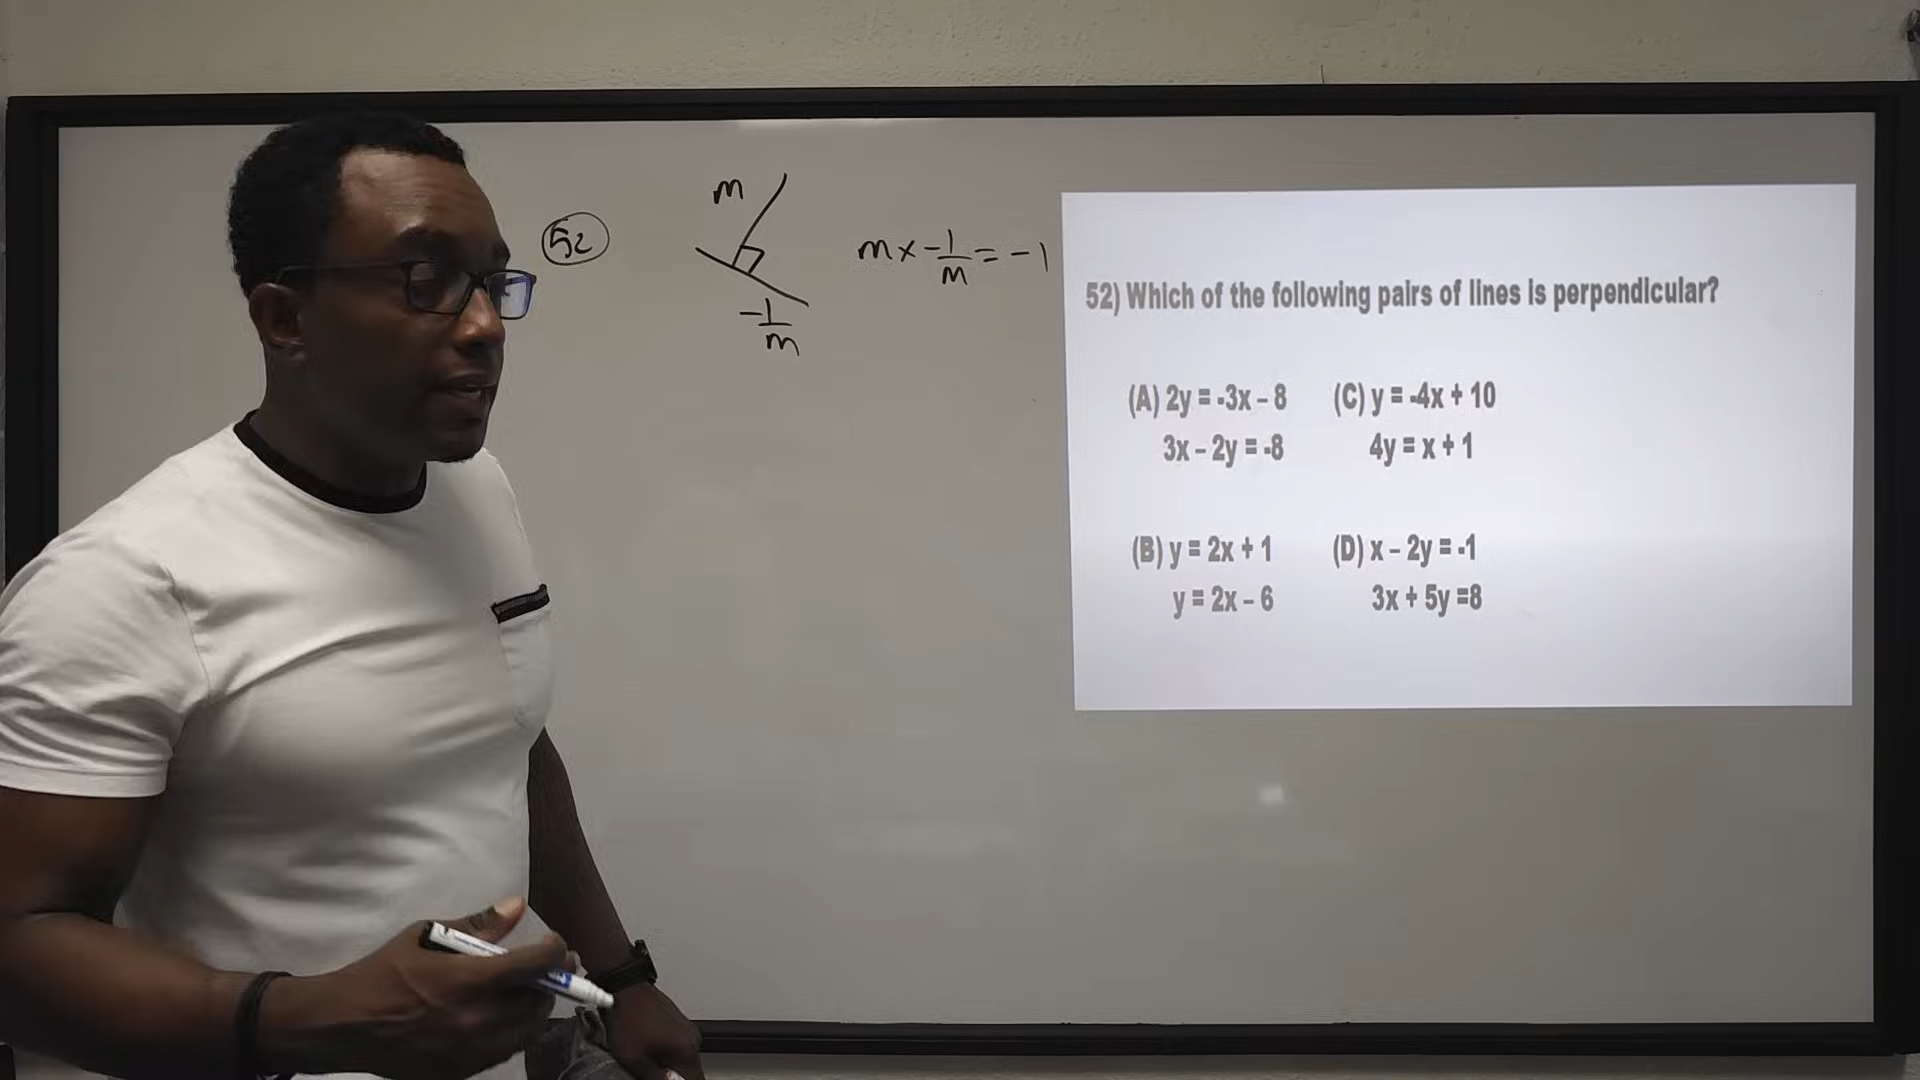 52
m
m x -1/m = -1
-1/m
52) Which of the following pairs of lines is perpendicular?
(A) 2y = -3x – 8
3x – 2y = -8
(C) y = -4x + 10
4y = x + 1
(B) y = 2x + 1
y = 2x – 6
(D) x – 2y = -1
3x + 5y =8